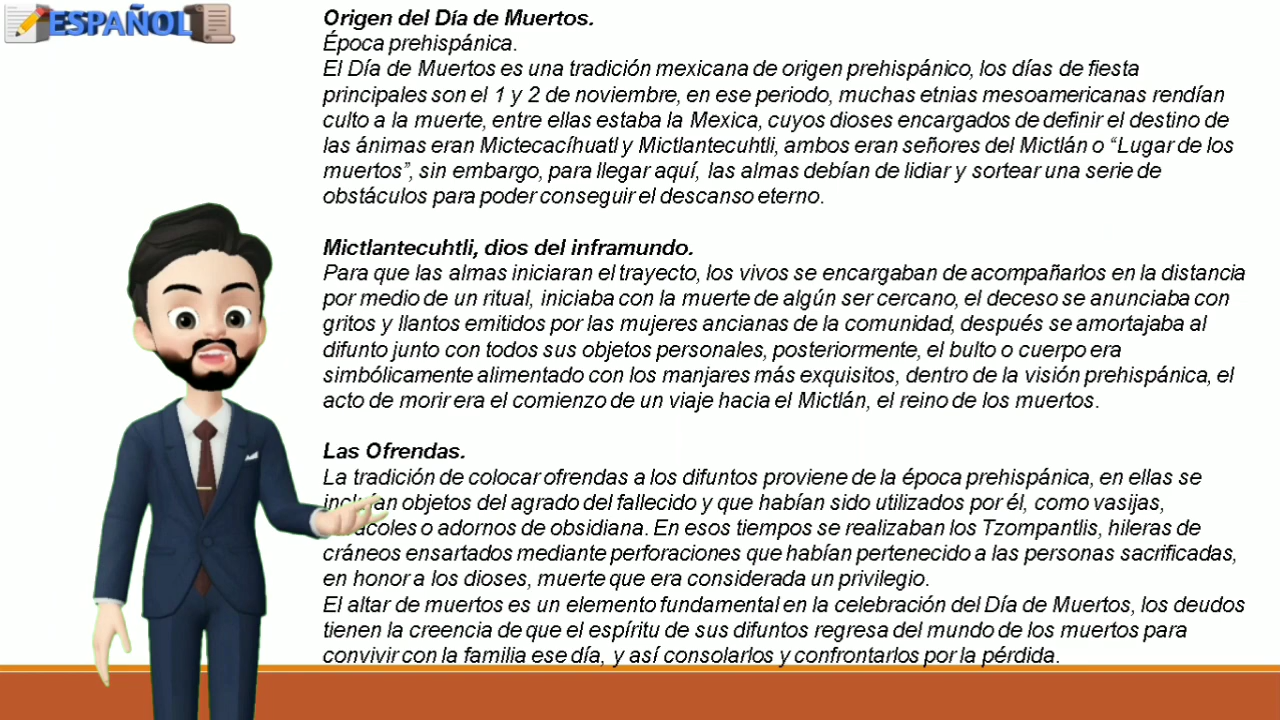 ESPAÑOL
Origen del Día de Muertos.
Época prehispánica.
El Día de Muertos es una tradición mexicana de origen prehispánico, los días de fiesta
principales son el 1 y 2 de noviembre, en ese periodo, muchas etnias mesoamericanas rendían
culto a la muerte, entre ellas estaba la Mexica, cuyos dioses encargados de definir el destino de
las ánimas eran Mictecacíhuatl y Mictlantecuhtli, ambos eran señores del Mictlán o “Lugar de los
muertos”, sin embargo, para llegar aquí, las almas debían de lidiar y sortear una serie de
obstáculos para poder conseguir el descanso eterno.
Mictlantecuhtli, dios del inframundo.
Para que las almas iniciaran el trayecto, los vivos se encargaban de acompañarlos en la distancia
por medio de un ritual, iniciaba con la muerte de algún ser cercano, el deceso se anunciaba con
gritos y llantos emitidos por las mujeres ancianas de la comunidad, después se amortajaba al
difunto junto con todos sus objetos personales, posteriormente, el bulto o cuerpo era
simbólicamente alimentado con los manjares más exquisitos, dentro de la visión prehispánica, el
acto de morir era el comienzo de un viaje hacia el Mictlán, el reino de los muertos.
Las Ofrendas.
La tradición de colocar ofrendas a los difuntos proviene de la época prehispánica, en ellas se
incluían objetos del agrado del fallecido y que habían sido utilizados por él, como vasijas,
caracoles o adornos de obsidiana. En esos tiempos se realizaban los Tzompantlis, hileras de
cráneos ensartados mediante perforaciones que habían pertenecido a las personas sacrificadas,
en honor a los dioses, muerte que era considerada un privilegio.
El altar de muertos es un elemento fundamental en la celebración del Día de Muertos, los deudos
tienen la creencia de que el espíritu de sus difuntos regresa del mundo de los muertos para
convivir con la familia ese día, y así consolarlos y confrontarlos por la pérdida.